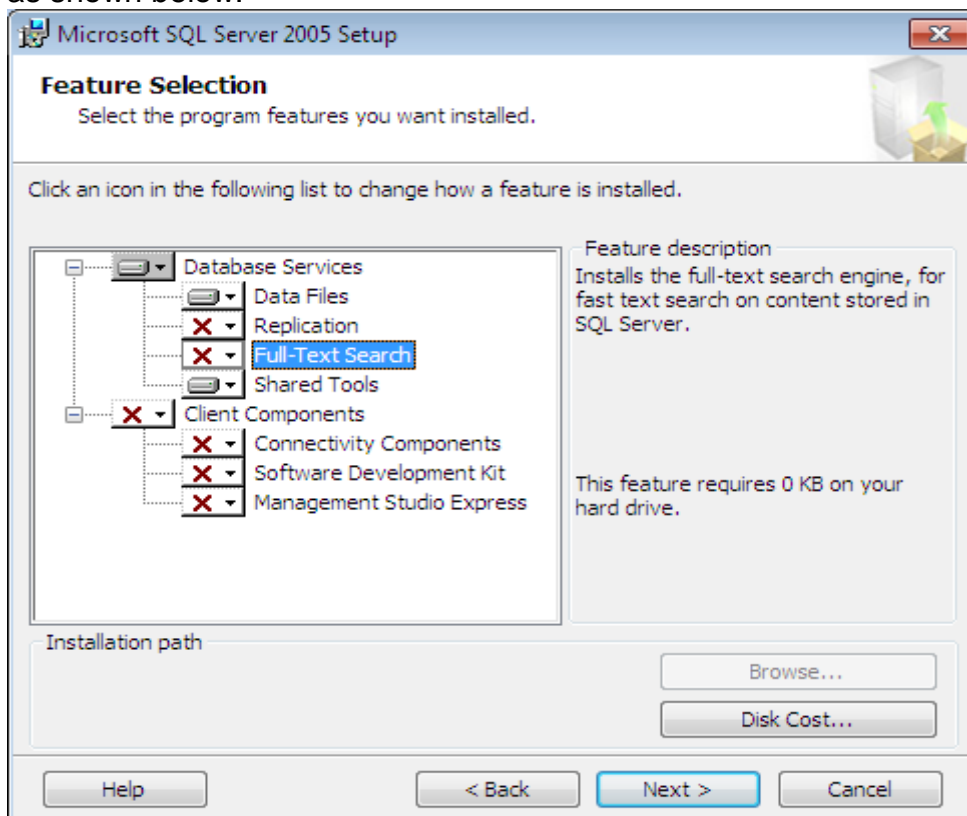 as shown below.
Microsoft SQL Server 2005 Setup
Feature Selection
Select the program features you want installed.
Click an icon in the following list to change how a feature is installed.
Database Services
Data Files
Replication
Full-Text Search
Shared Tools
Client Components
Connectivity Components
Software Development Kit
Management Studio Express
Feature description
Installs the full-text search engine, for
fast text search on content stored in
SQL Server.
This feature requires 0 KB on your
hard drive.
Installation path
Browse...
Disk Cost...
Help
< Back
Next >
Cancel